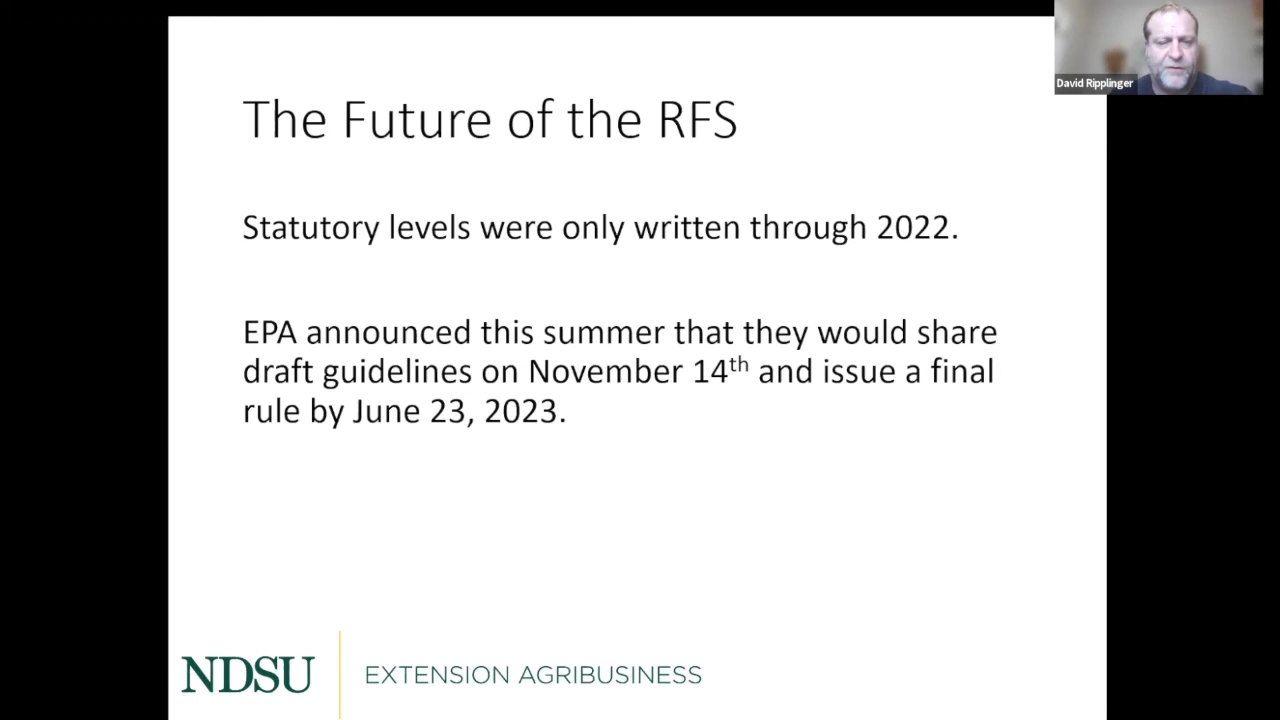 David Ripplinger
The Future of the RFS
Statutory levels were only written through 2022.
EPA announced this summer that they would share
draft guidelines on November 14th and issue a final
rule by June 23, 2023.
NDSU
EXTENSION AGRIBUSINESS